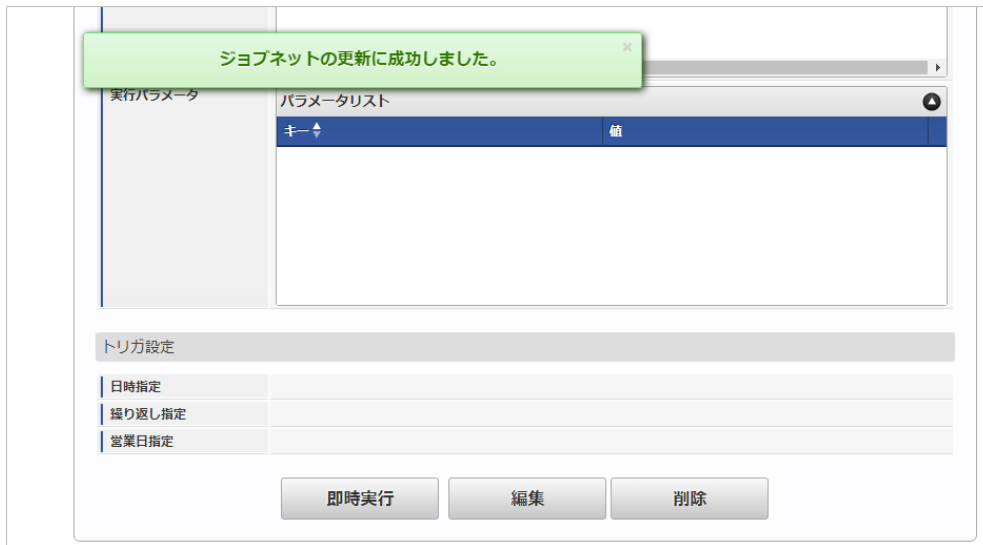 ジョブネットの更新に成功しました。
×
実行パラメータ
パラメータリスト
キー 値
トリガ設定
日時指定
繰り返し指定
営業日指定
即時実行 編集 削除